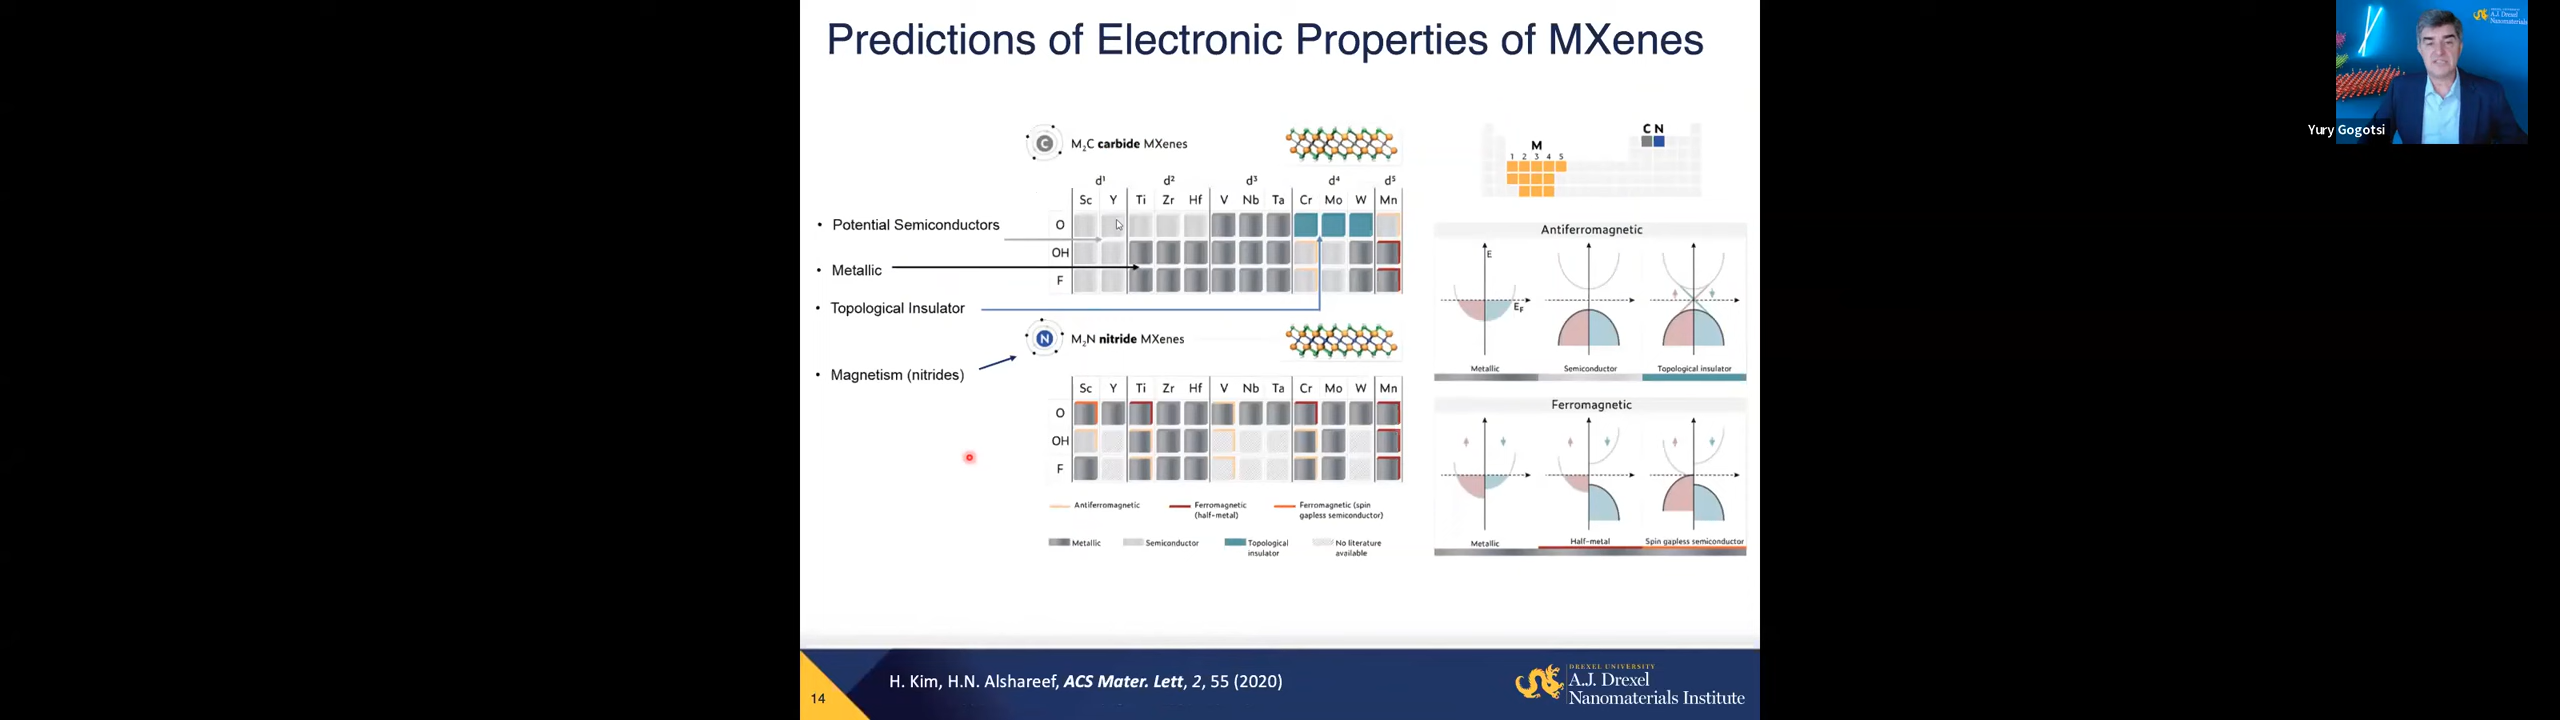 Predictions of Electronic Properties of MXenes
C
M₂C carbide MXenes
d¹ d² d³ d⁴ d⁵
Sc Y Ti Zr Hf V Nb Ta Cr Mo W Mn
O
OH
F
• Potential Semiconductors
• Metallic
• Topological Insulator
• Magnetism (nitrides)
N
M₂N nitride MXenes
Sc Y Ti Zr Hf V Nb Ta Cr Mo W Mn
O
OH
F
Antiferromagnetic
Ferromagnetic
(half-metal)
Ferromagnetic (spin
gapless semiconductor)
Metallic
Semiconductor
Topological
insulator
No literature
available
C N
M
1 2 3 4 5
Antiferromagnetic
E
E_F
Metallic Semiconductor Topological insulator
Ferromagnetic
Metallic Half-metal Spin gapless semiconductor
14
H. Kim, H.N. Alshareef, ACS Mater. Lett, 2, 55 (2020)
DREXEL UNIVERSITY
A.J. Drexel
Nanomaterials Institute
DREXEL UNIVERSITY
A.J. Drexel
Nanomaterials
Yury Gogotsi